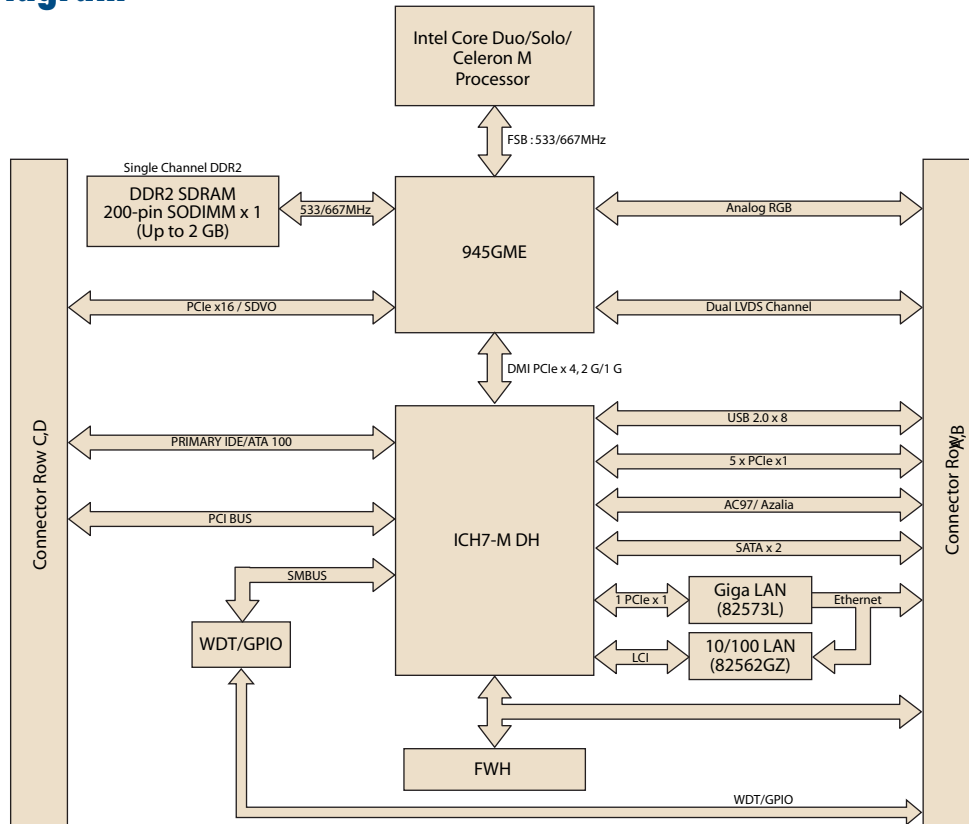 Intel Core Duo/Solo/
Celeron M
Processor
FSB : 533/667MHz
Single Channel DDR2
DDR2 SDRAM
200-pin SODIMM x 1
(Up to 2 GB)
533/667MHz
945GME
Analog RGB
PCIe x16 / SDVO
Dual LVDS Channel
DMI PCIe x 4, 2 G/1 G
Connector Row C,D
Connector Row A,B
PRIMARY IDE/ATA 100
PCI BUS
SMBUS
WDT/GPIO
ICH7-M DH
USB 2.0 x 8
5 x PCIe x1
AC97/ Azalia
SATA x 2
1 PCIe x 1
Giga LAN
(82573L)
Ethernet
LCI
10/100 LAN
(82562GZ)
FWH
WDT/GPIO